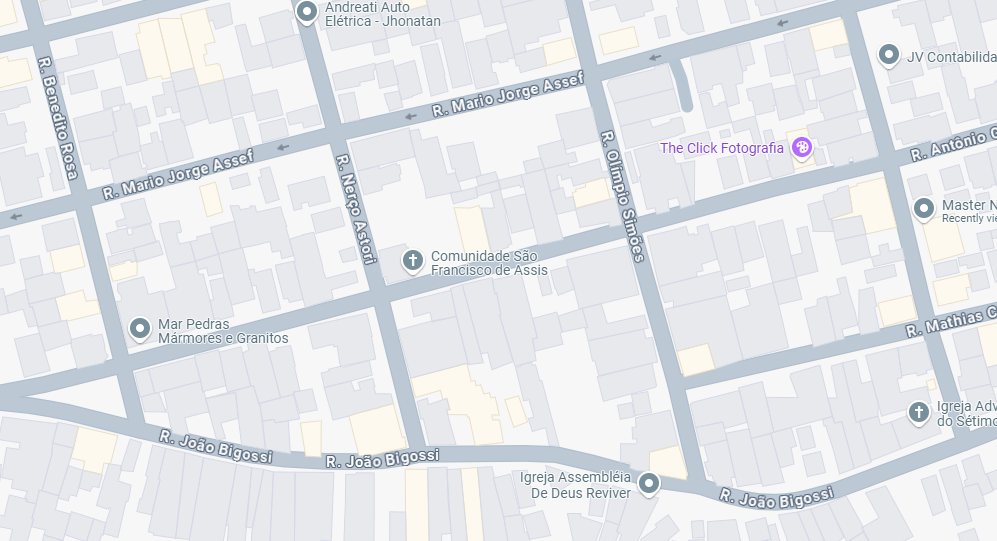 Andreati Auto
Elétrica - Jhonatan
JV Contabilida
R. Benedito Rosa
R. Mario Jorge Assef
R. Mario Jorge Assef
R. Nerço Astori
R. Olímpio Simões
The Click Fotografia
R. Antônio G
Master N
Recently vie
Comunidade São
Francisco de Assis
Mar Pedras
Mármores e Granitos
R. Mathias C
Igreja Adv
do Sétimo
R. João Bigossi
R. João Bigossi
Igreja Assembléia
De Deus Reviver
R. João Bigossi